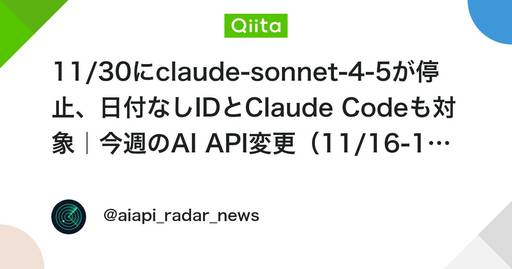 Qiita
11/30にclaude-sonnet-4-5が停
止、日付なしIDとClaude Codeも対
象｜今週のAI API変更（11/16-1…
@aiapi_radar_news